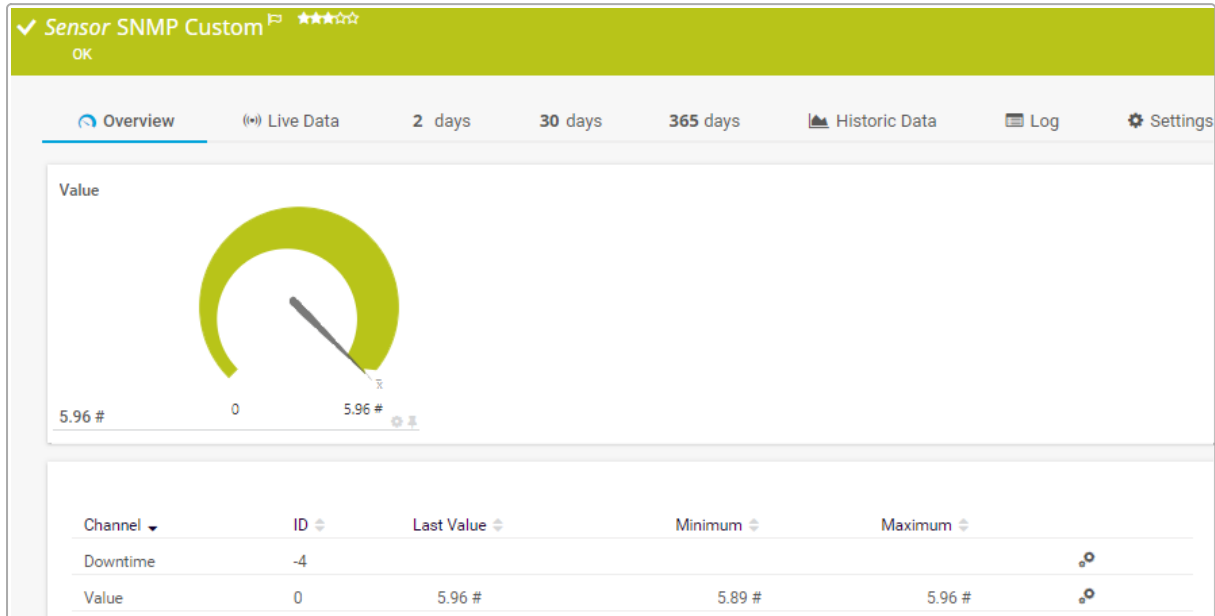 Sensor SNMP Custom
OK
Overview Live Data 2 days 30 days 365 days Historic Data Log Settings
Value
x̄
0 5.96 #
5.96 #
Channel ID Last Value Minimum Maximum
Downtime -4
Value 0 5.96 # 5.89 # 5.96 #